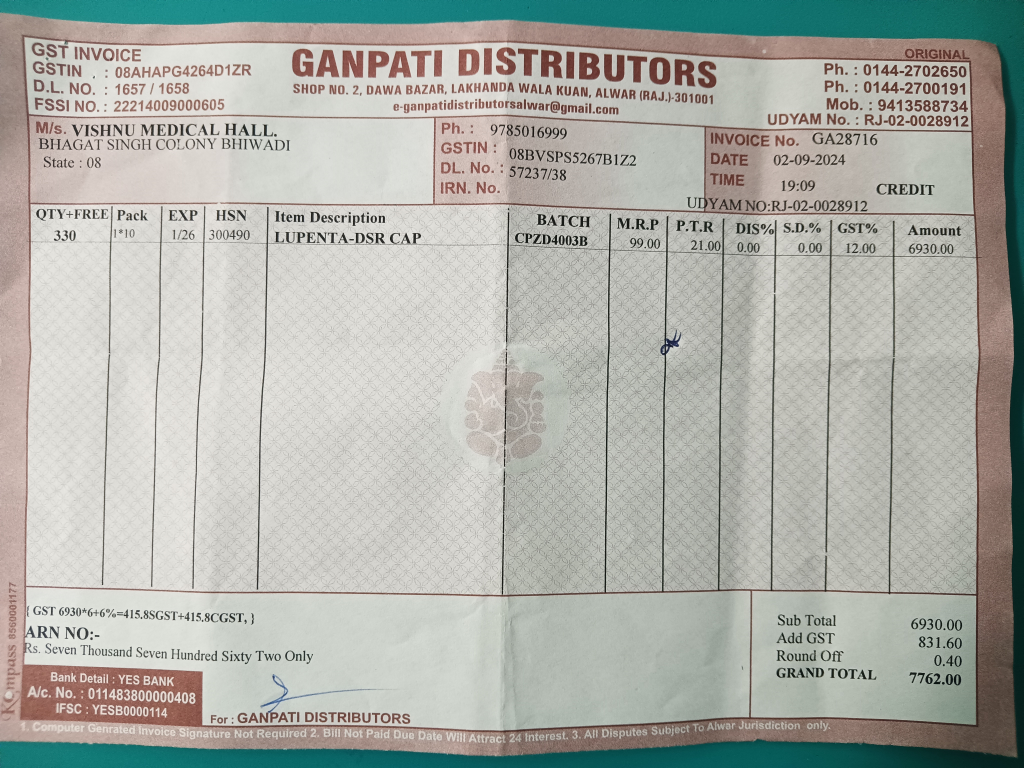 GST INVOICE
GSTIN . : 08AHAPG4264D1ZR
D.L. NO. : 1657 / 1658
FSSI NO. : 22214009000605
GANPATI DISTRIBUTORS
SHOP NO. 2, DAWA BAZAR, LAKHANDA WALA KUAN, ALWAR (RAJ.)-301001
e-ganpatidistributorsalwar@gmail.com
ORIGINAL
Ph. : 0144-2702650
Ph. : 0144-2700191
Mob. : 9413588734
UDYAM No. : RJ-02-0028912
M/s. VISHNU MEDICAL HALL.
BHAGAT SINGH COLONY BHIWADI
State : 08
Ph. : 9785016999
GSTIN : 08BVSPS5267B1Z2
DL. No. : 57237/38
IRN. No.
INVOICE No. GA28716
DATE 02-09-2024
TIME 19:09 CREDIT
UDYAM NO:RJ-02-0028912
QTY+FREE Pack EXP HSN Item Description BATCH M.R.P P.T.R DIS% S.D.% GST% Amount
330 1*10 1/26 300490 LUPENTA-DSR CAP CPZD4003B 99.00 21.00 0.00 0.00 12.00 6930.00
{ GST 6930*6+6%=415.8SGST+415.8CGST, }
ARN NO:-
Rs. Seven Thousand Seven Hundred Sixty Two Only
Sub Total 6930.00
Add GST 831.60
Round Off 0.40
GRAND TOTAL 7762.00
Bank Detail : YES BANK
A/c. No. : 011483800000408
IFSC : YESB0000114
For : GANPATI DISTRIBUTORS
1. Computer Genrated Invoice Signature Not Required 2. Bill Not Paid Due Date Will Attract 24 Interest. 3. All Disputes Subject To Alwar Jurisdiction only.
8560001177